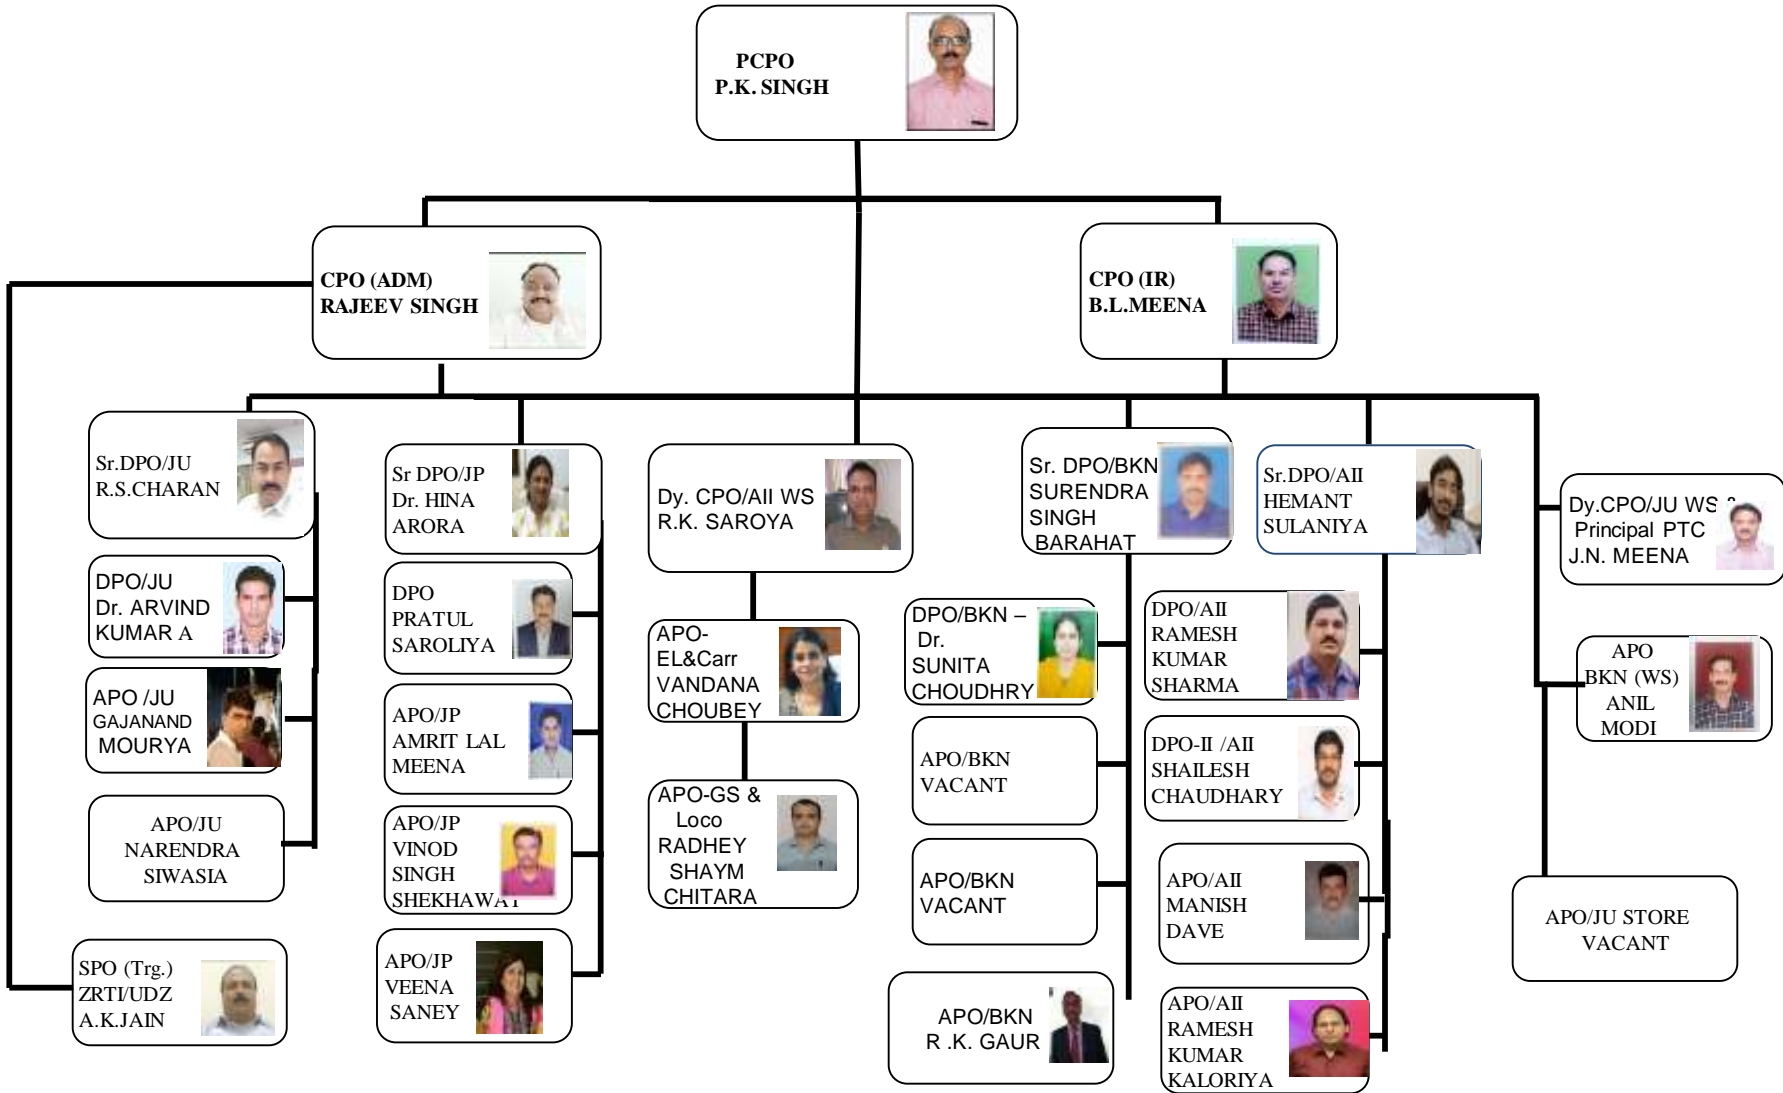 PCPO
P.K. SINGH
CPO (ADM)
RAJEEV SINGH
CPO (IR)
B.L.MEENA
Sr.DPO/JU
R.S.CHARAN
DPO/JU
Dr. ARVIND
KUMAR A
APO /JU
GAJANAND
MOURYA
APO/JU
NARENDRA
SIWASIA
SPO (Trg.)
ZRTI/UDZ
A.K.JAIN
Sr DPO/JP
Dr. HINA
ARORA
DPO
PRATUL
SAROLIYA
APO/JP
AMRIT LAL
MEENA
APO/JP
VINOD
SINGH
SHEKHAWAT
APO/JP
VEENA
SANEY
Dy. CPO/AII WS
R.K. SAROYA
APO-
EL&Carr
VANDANA
CHOUBEY
APO-GS &
Loco
RADHEY
SHAYM
CHITARA
Sr. DPO/BKN
SURENDRA
SINGH
BARAHAT
DPO/BKN –
Dr.
SUNITA
CHOUDHRY
APO/BKN
VACANT
APO/BKN
VACANT
APO/BKN
R .K. GAUR
Sr.DPO/AII
HEMANT
SULANIYA
DPO/AII
RAMESH
KUMAR
SHARMA
DPO-II /AII
SHAILESH
CHAUDHARY
APO/AII
MANISH
DAVE
APO/AII
RAMESH
KUMAR
KALORIYA
Dy.CPO/JU WS &
Principal PTC
J.N. MEENA
APO
BKN (WS)
ANIL
MODI
APO/JU STORE
VACANT